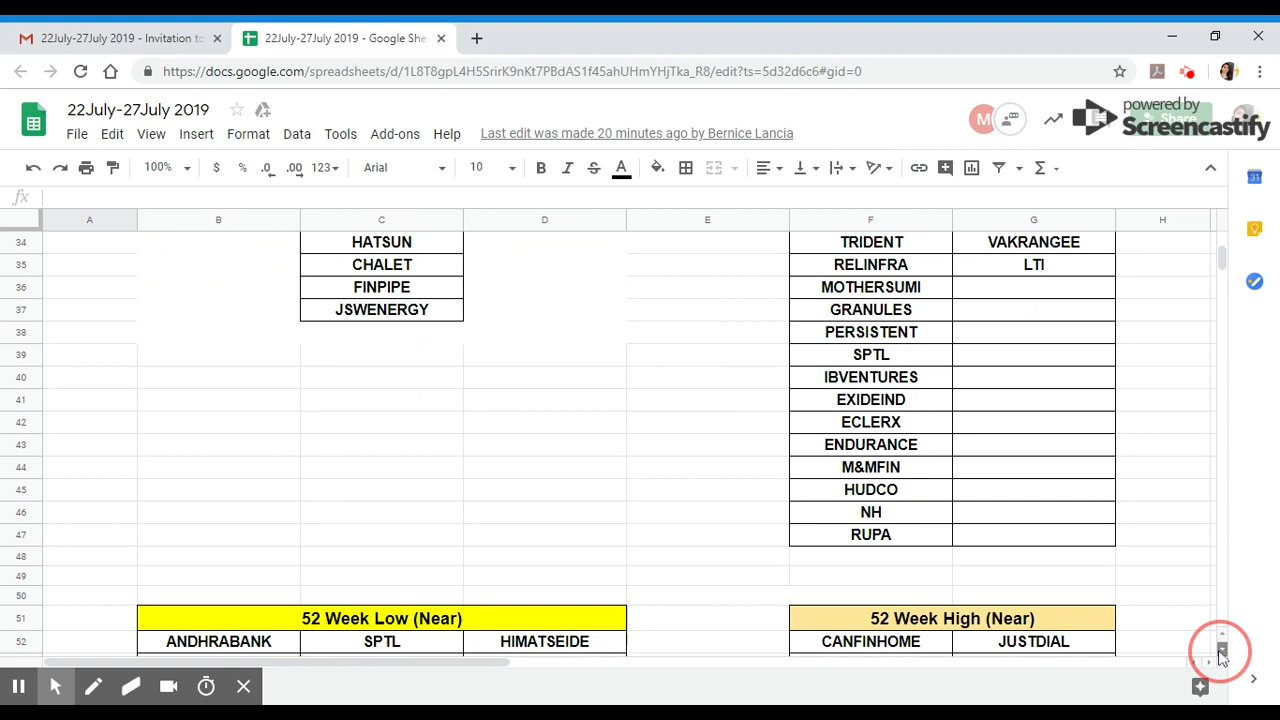 22July-27July 2019 - Invitation to
22July-27July 2019 - Google She
https://docs.google.com/spreadsheets/d/1L8T8gpL4H5SrirK9nKt7PBdAS1f45ahUHmYHjTka_R8/edit?ts=5d32d6c6#gid=0
22July-27July 2019
File Edit View Insert Format Data Tools Add-ons Help Last edit was made 20 minutes ago by Bernice Lancia
Share
powered by
Screencastify
100% $ % .0 .00 123 Arial 10 B I S A Σ
fx
31
A B C D E F G H
34 HATSUN TRIDENT VAKRANGEE
35 CHALET RELINFRA LTI
36 FINPIPE MOTHERSUMI
37 JSWENERGY GRANULES
38 PERSISTENT
39 SPTL
40 IBVENTURES
41 EXIDEIND
42 ECLERX
43 ENDURANCE
44 M&MFIN
45 HUDCO
46 NH
47 RUPA
48
49
50
51 52 Week Low (Near) 52 Week High (Near)
52 ANDHRABANK SPTL HIMATSEIDE CANFINHOME JUSTDIAL